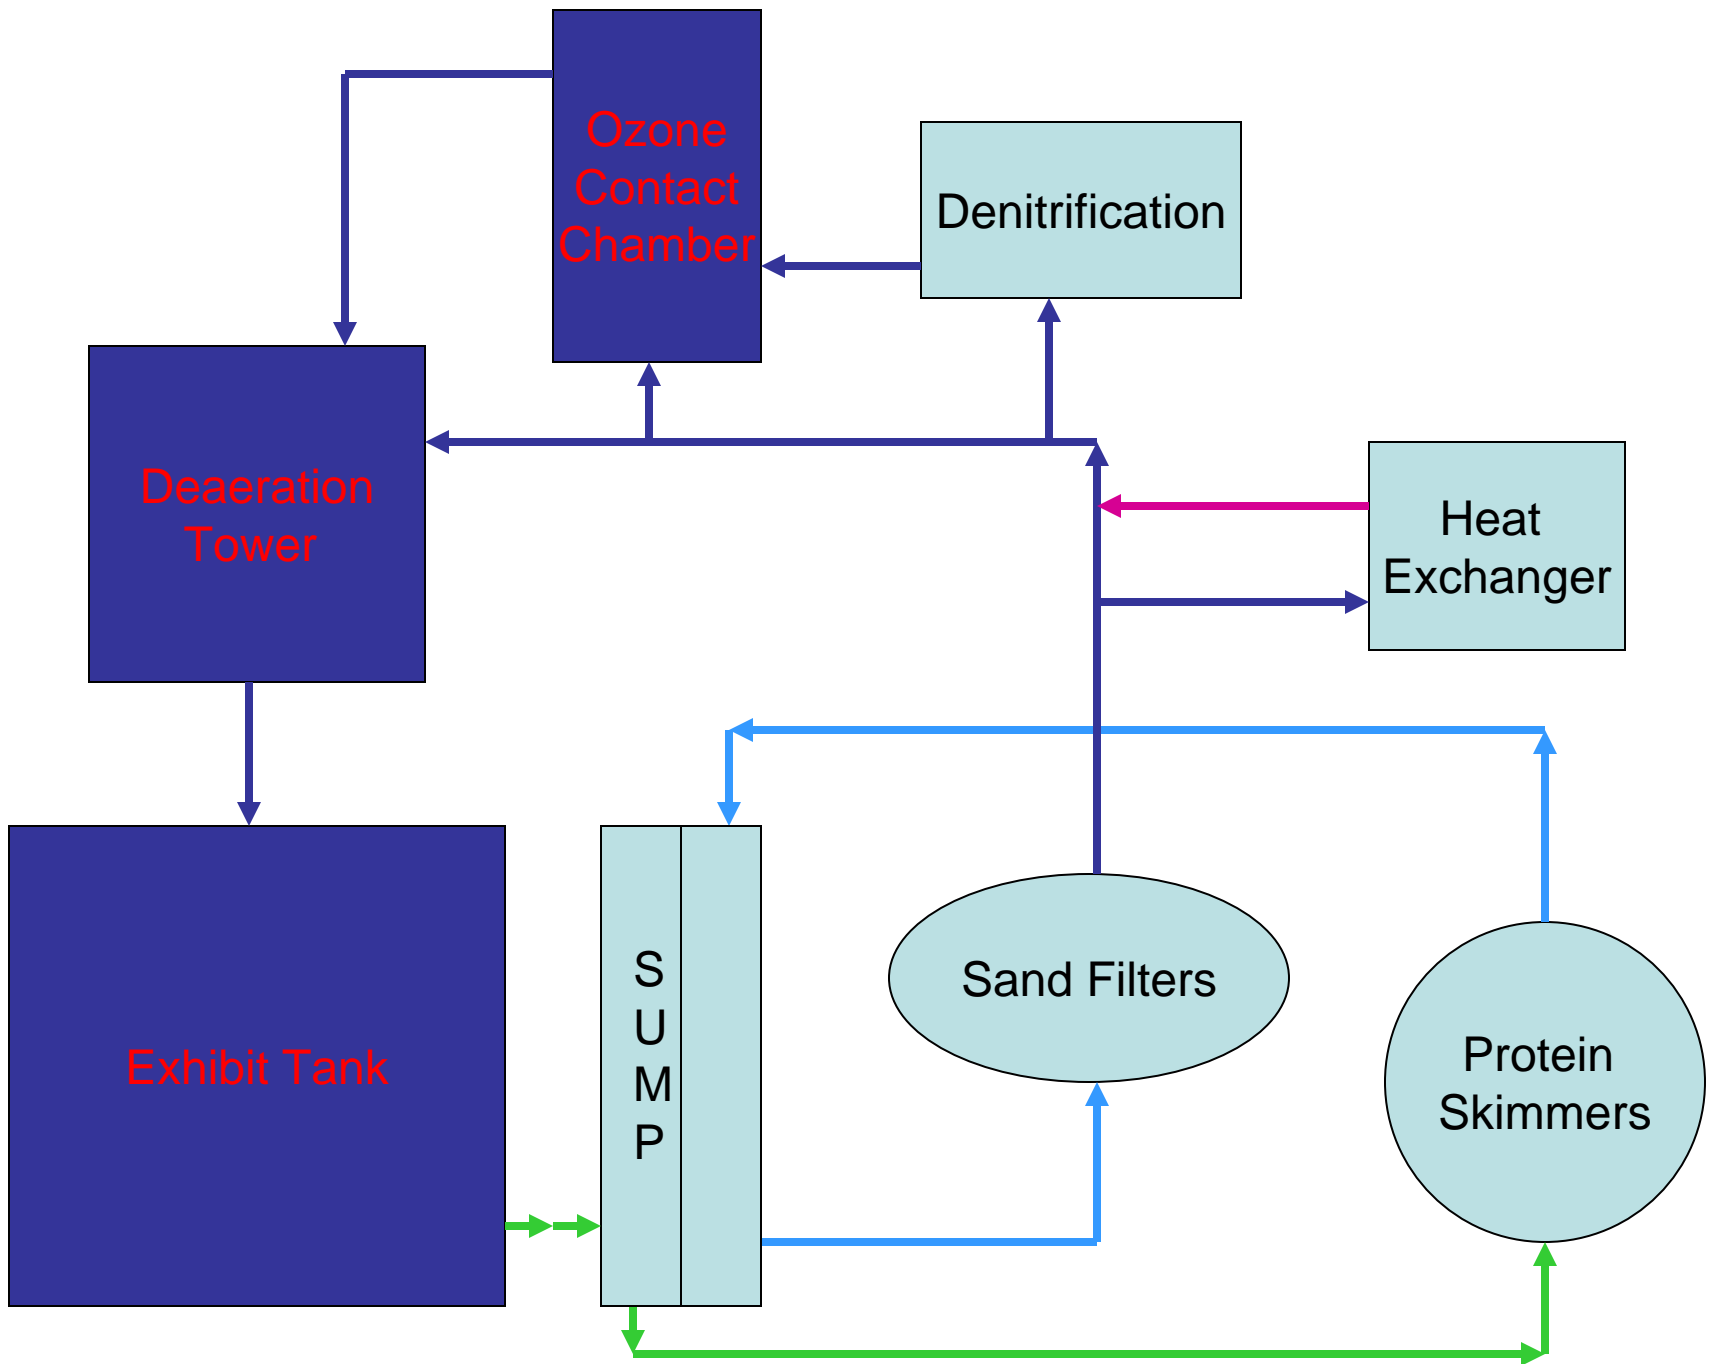 Ozone
Contact
Chamber
Denitrification
Deaeration
Tower
Heat
Exchanger
Exhibit Tank
S
U
M
P
Sand Filters
Protein
Skimmers